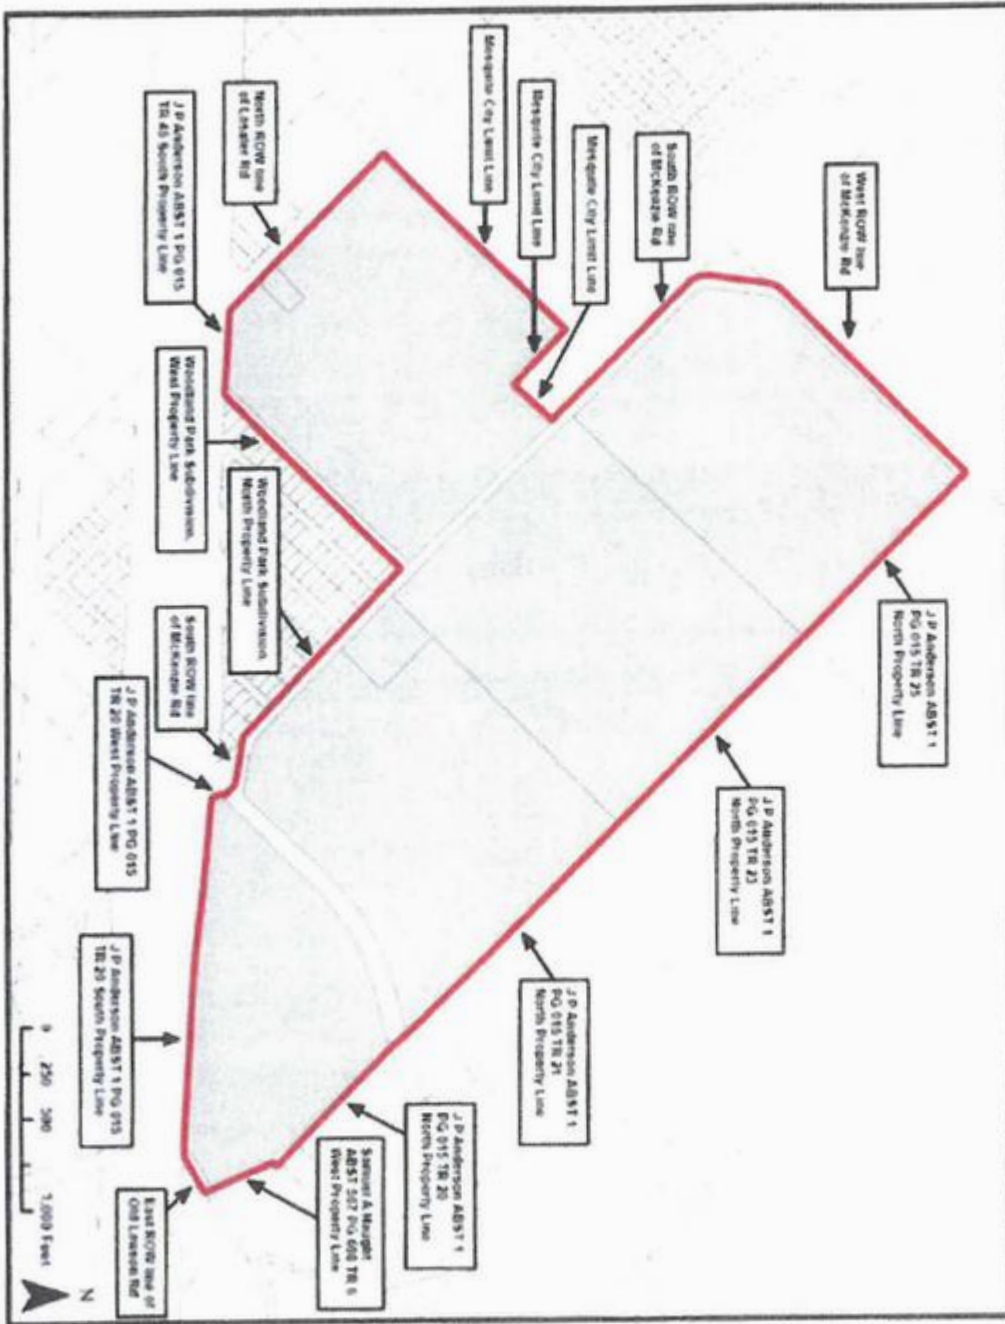 West ROW line
of McKenzie Rd
South ROW line
of McKenzie Rd
Mesquite City Limit Line
Mesquite City Limit Line
Mesquite City Limit Line
North ROW line
of Lasater Rd
J P Anderson ABST 1 PG 015
TR 45 South Property Line
Woodland Park Subdivision,
West Property Line
Woodland Park Subdivision,
North Property Line
South ROW line
of McKenzie Rd
J P Anderson ABST 1 PG 015
TR 20 West Property Line
J P Anderson ABST 1 PG 015
TR 20 South Property Line
East ROW line of
Old Lawson Rd
Samuel A Haught
ABST 567 PG 600 TR 6
West Property Line
J P Anderson ABST 1
PG 015 TR 20
North Property Line
J P Anderson ABST 1
PG 015 TR 21
North Property Line
J P Anderson ABST 1
PG 015 TR 23
North Property Line
J P Anderson ABST 1
PG 015 TR 25
North Property Line
0 250 500 1,000 Feet
N